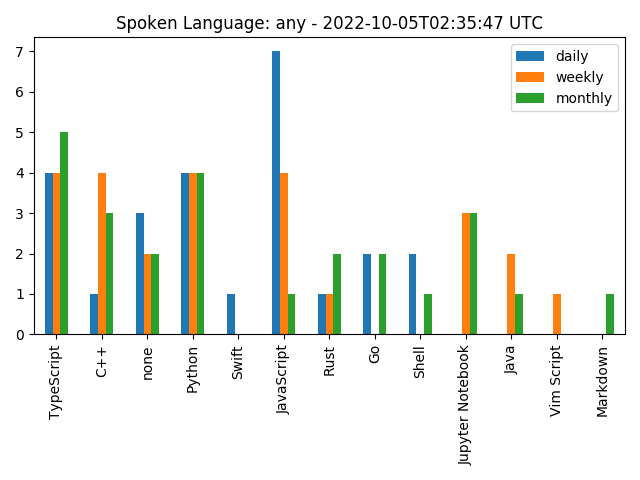 Spoken Language: any - 2022-10-05T02:35:47 UTC
daily
weekly
monthly
7
6
5
4
3
2
1
0
TypeScript
C++
none
Python
Swift
JavaScript
Rust
Go
Shell
Jupyter Notebook
Java
Vim Script
Markdown